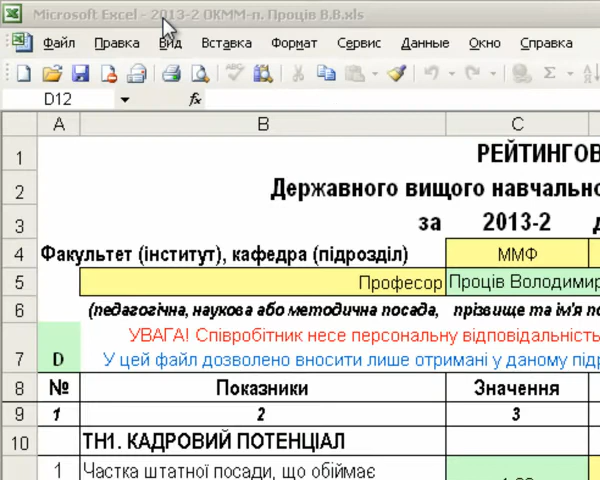 Microsoft Excel - 2013-2 ОКММ-п. Проців В.В.xls
Файл Правка Вид Вставка Формат Сервис Данные Окно Справка
D12 fx
A B C
1 РЕЙТИНГОВ
2 Державного вищого навчально
3 за 2013-2
4 Факультет (інститут), кафедра (підрозділ) ММФ
5 Професор Проців Володимир
6 (педагогічна, наукова або методична посада, прізвище та ім'я по
УВАГА! Співробітник несе персональну відповідальність
7 D У цей файл дозволено вносити лише отримані у даному підр
8 № Показники Значення
9 1 2 3
10 ТН1. КАДРОВИЙ ПОТЕНЦІАЛ
1 Частка штатної посади, що обіймає